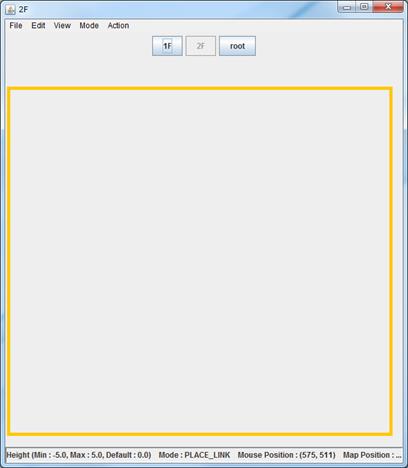 2F
File Edit View Mode Action
1F 2F root
Height (Min : -5.0, Max : 5.0, Default : 0.0) Mode : PLACE_LINK Mouse Position : (575, 511) Map Position : ...